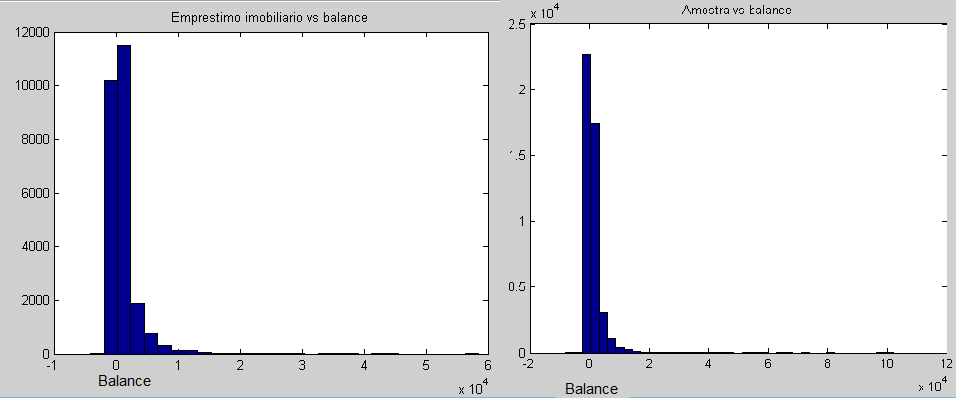 Emprestimo imobiliario vs balance
12000
10000
8000
6000
4000
2000
0
-1 0 1 2 3 4 5 6
x 10^4
Balance
Amostra vs balance
x 10^4
2.5
2
1.5
1
0.5
0
-2 0 2 4 6 8 10 12
x 10^4
Balance